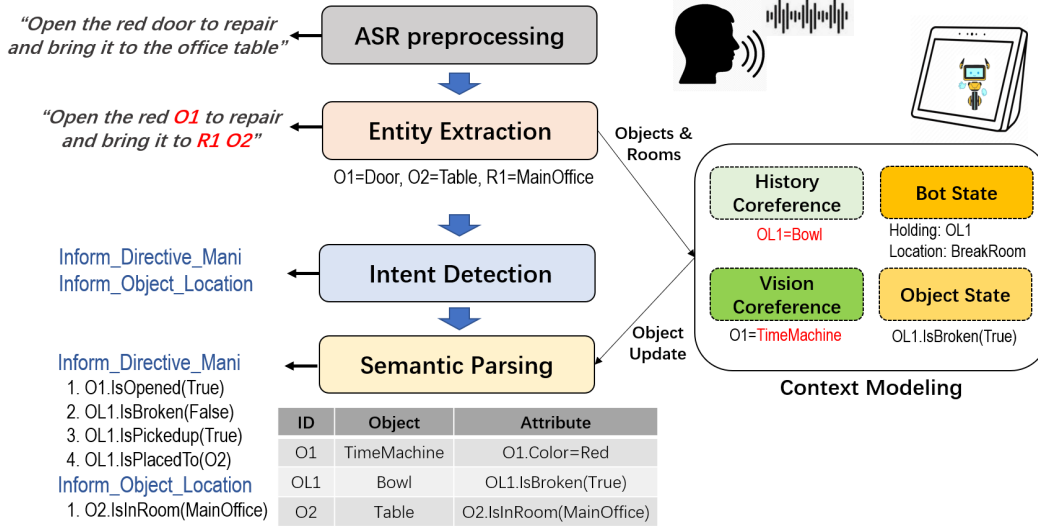 “Open the red door to repair
and bring it to the office table”
ASR preprocessing
“Open the red O1 to repair
and bring it to R1 O2”
Entity Extraction
O1=Door, O2=Table, R1=MainOffice
Objects &
Rooms
History
Coreference
OL1=Bowl
Bot State
Holding: OL1
Location: BreakRoom
Vision
Coreference
O1=TimeMachine
Object State
OL1.IsBroken(True)
Context Modeling
Inform_Directive_Mani
Inform_Object_Location
Intent Detection
Object
Update
Semantic Parsing
Inform_Directive_Mani
1. O1.IsOpened(True)
2. OL1.IsBroken(False)
3. OL1.IsPickedup(True)
4. OL1.IsPlacedTo(O2)
Inform_Object_Location
1. O2.IsInRoom(MainOffice)
ID Object Attribute
O1 TimeMachine O1.Color=Red
OL1 Bowl OL1.IsBroken(True)
O2 Table O2.IsInRoom(MainOffice)